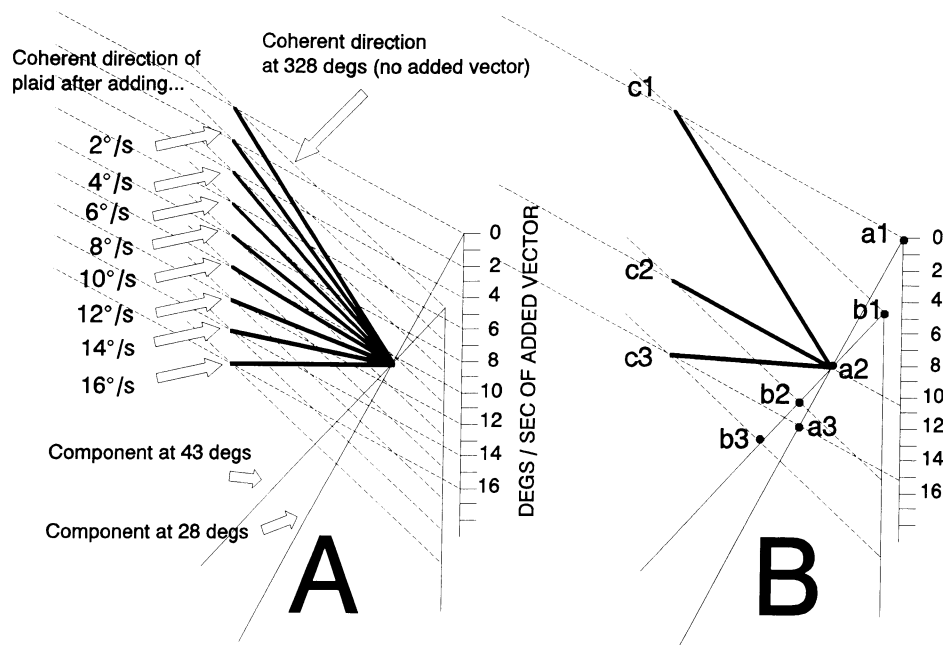 Coherent direction of
plaid after adding...
Coherent direction
at 328 degs (no added vector)
2°/s
4°/s
6°/s
8°/s
10°/s
12°/s
14°/s
16°/s
Component at 43 degs
Component at 28 degs
0
2
4
6
8
10
12
14
16
DEGS / SEC OF ADDED VECTOR
A
c1
c2
c3
a1
b1
a2
b2
a3
b3
0
2
4
6
8
10
12
14
16
B